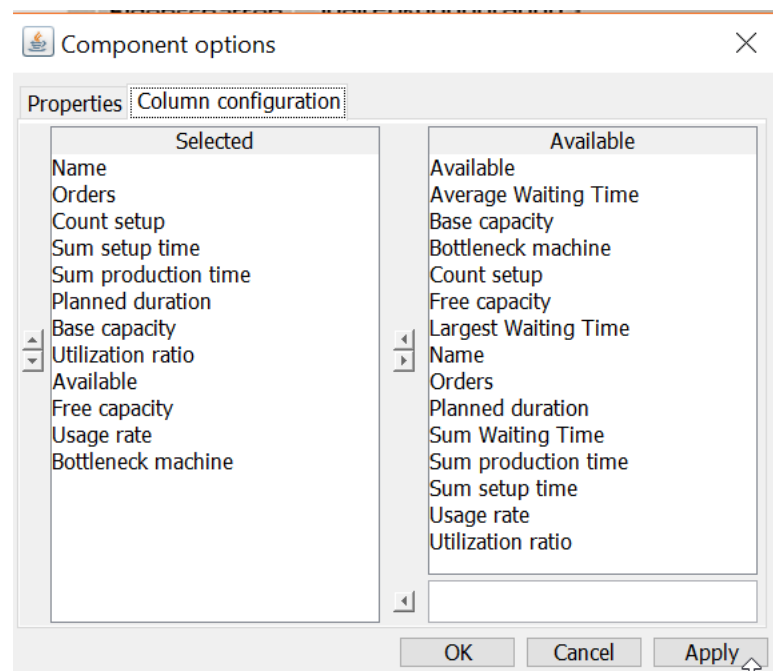 Component options
Properties
Column configuration
Selected
Name
Orders
Count setup
Sum setup time
Sum production time
Planned duration
Base capacity
Utilization ratio
Available
Free capacity
Usage rate
Bottleneck machine
Available
Available
Average Waiting Time
Base capacity
Bottleneck machine
Count setup
Free capacity
Largest Waiting Time
Name
Orders
Planned duration
Sum Waiting Time
Sum production time
Sum setup time
Usage rate
Utilization ratio
OK
Cancel
Apply